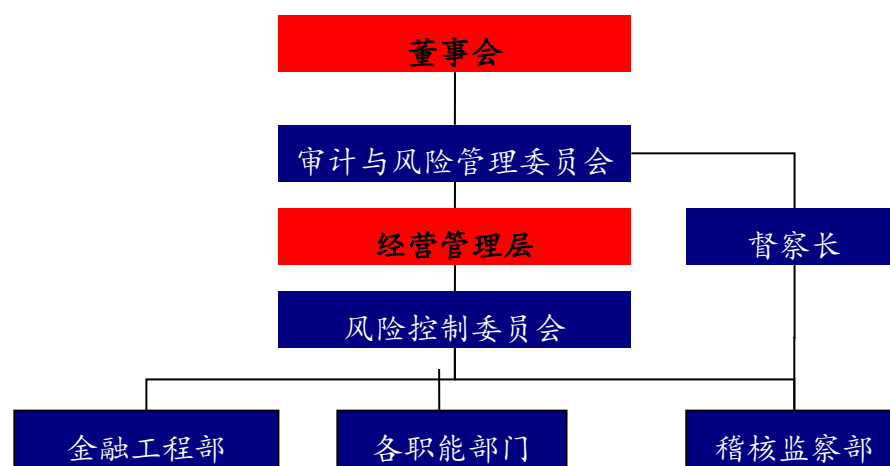 董事会
审计与风险管理委员会
经营管理层
督察长
风险控制委员会
金融工程部
各职能部门
稽核监察部